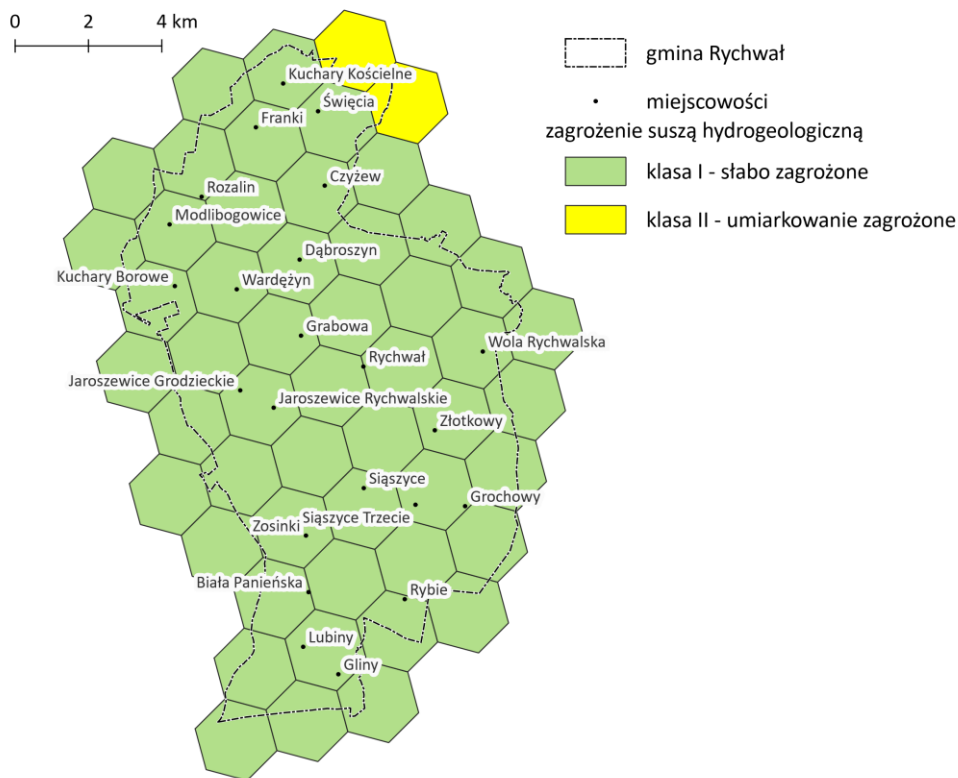 0 2 4 km
gmina Rychwał
miejscowości
zagrożenie suszą hydrogeologiczną
klasa I - słabo zagrożone
klasa II - umiarkowanie zagrożone
Kuchary Kościelne
Święcia
Franki
Czyżew
Rozalin
Modlibogowice
Dąbroszyn
Kuchary Borowe
Wardężyn
Grabowa
Wola Rychwalska
Rychwał
Jaroszewice Grodzieckie
Jaroszewice Rychwalskie
Złotkowy
Siąszyce
Grochowy
Siąszyce Trzecie
Zosinki
Biała Panieńska
Rybie
Lubiny
Gliny